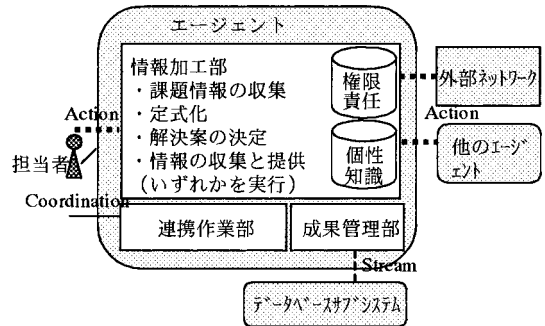 エージェント
情報加工部
・課題情報の収集
・定式化
・解決案の決定
・情報の収集と提供
（いずれかを実行）
権限
責任
個性
知識
Action
担当者
Coordination
連携作業部
成果管理部
外部ネットワーク
Action
他のｴｰｼﾞ
ｪﾝﾄ
Stream
ﾃﾞｰﾀﾍﾞｰｽｻﾌﾞｼｽﾃﾑ